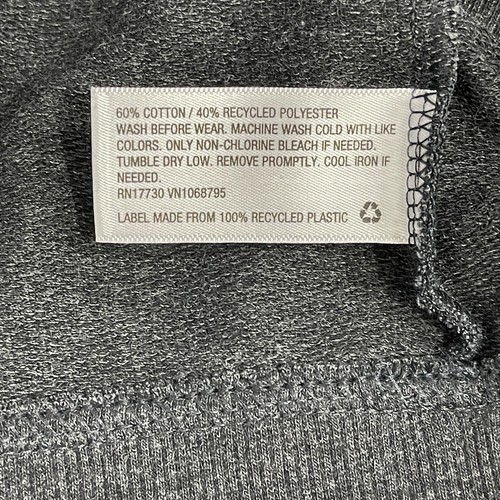 60% COTTON / 40% RECYCLED POLYESTER
WASH BEFORE WEAR. MACHINE WASH COLD WITH LIKE
COLORS. ONLY NON-CHLORINE BLEACH IF NEEDED.
TUMBLE DRY LOW. REMOVE PROMPTLY. COOL IRON IF
NEEDED.
RN17730 VN1068795
LABEL MADE FROM 100% RECYCLED PLASTIC